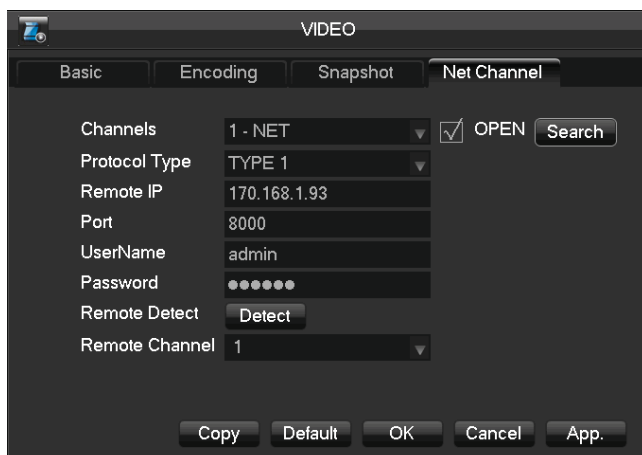 VIDEO
Basic Encoding Snapshot Net Channel
Channels 1 - NET OPEN Search
Protocol Type TYPE 1
Remote IP 170.168.1.93
Port 8000
UserName admin
Password ●●●●●●
Remote Detect Detect
Remote Channel 1
Copy Default OK Cancel App.